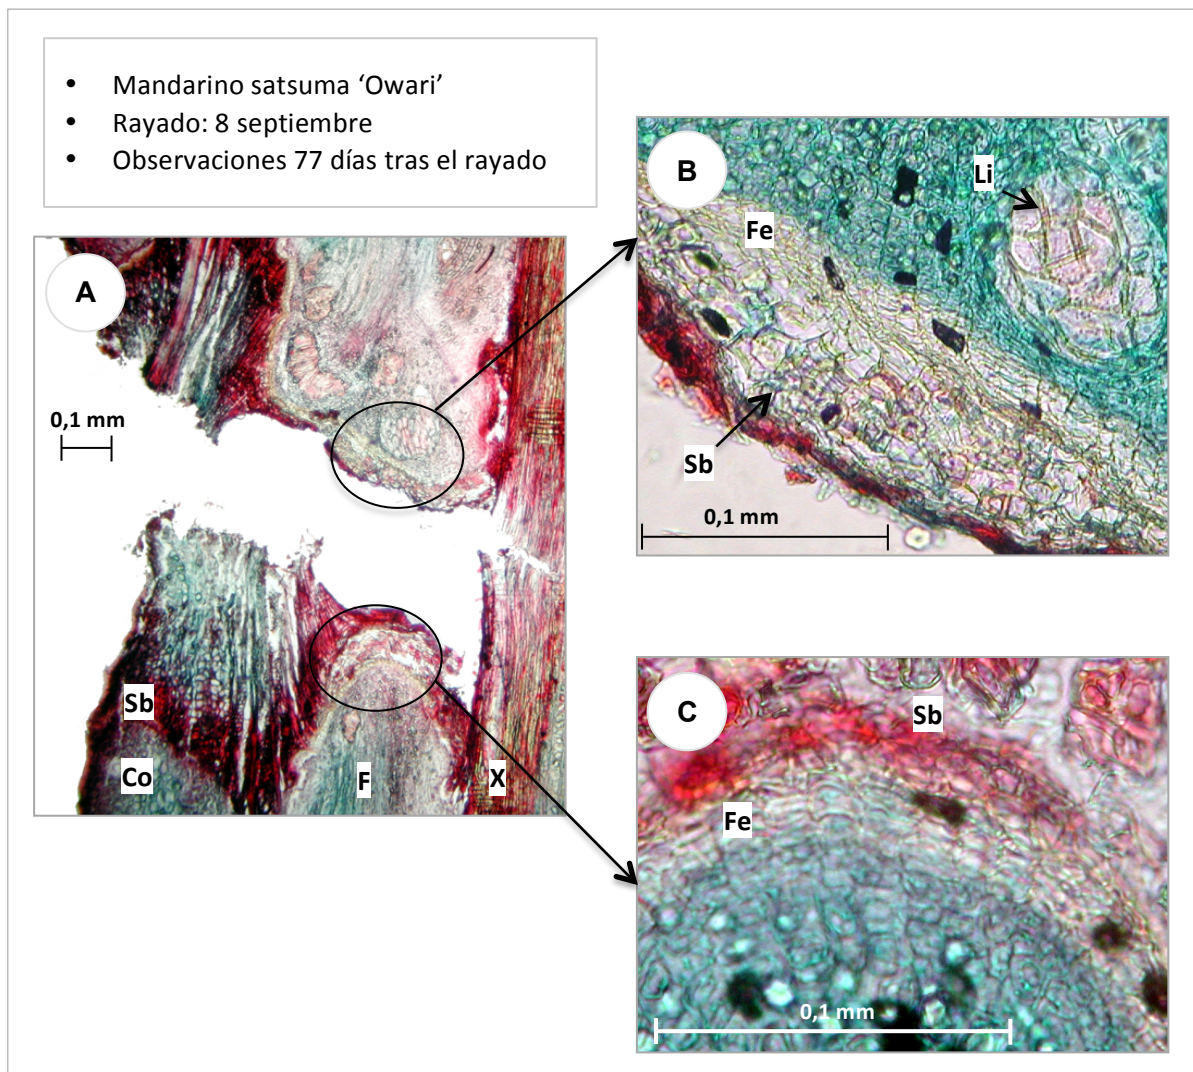 • Mandarino satsuma ‘Owari’
• Rayado: 8 septiembre
• Observaciones 77 días tras el rayado
A
0,1 mm
Sb
Co
F
X
B
Li
Fe
Sb
0,1 mm
C
Sb
Fe
0,1 mm